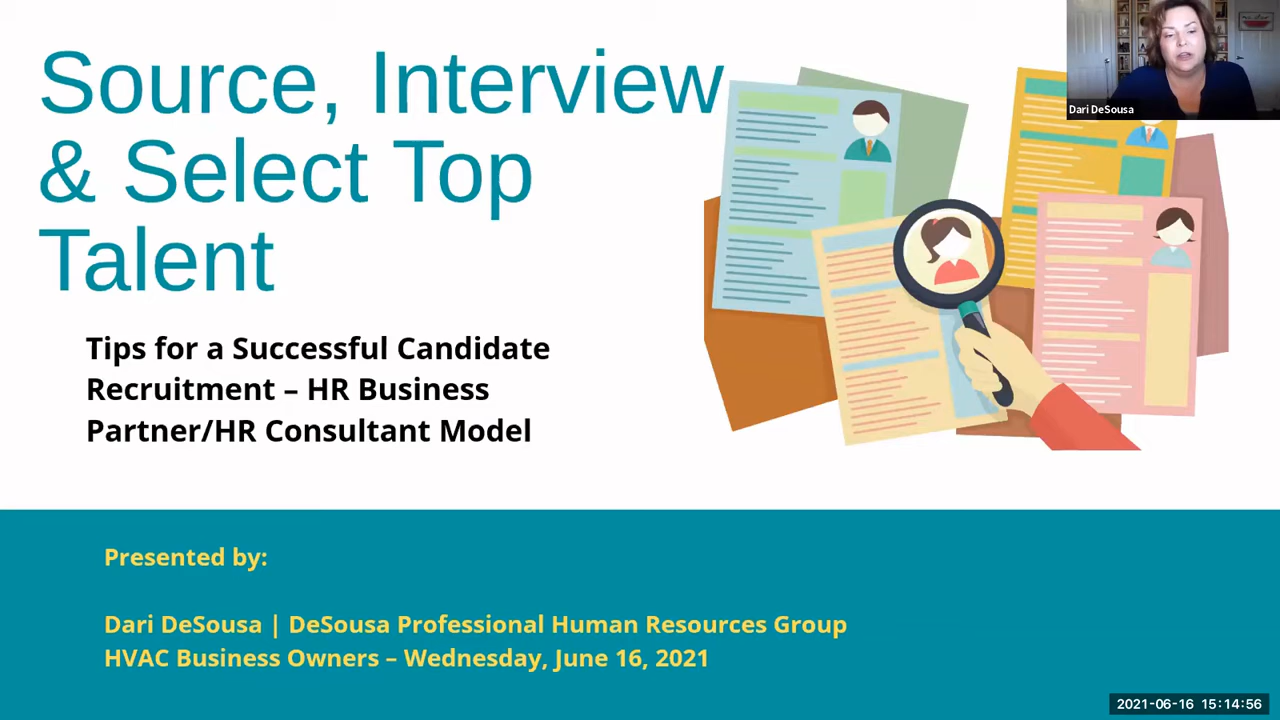 Source, Interview
& Select Top
Talent
Tips for a Successful Candidate
Recruitment – HR Business
Partner/HR Consultant Model
Dari DeSousa
Presented by:
Dari DeSousa | DeSousa Professional Human Resources Group
HVAC Business Owners – Wednesday, June 16, 2021
2021-06-16 15:14:56